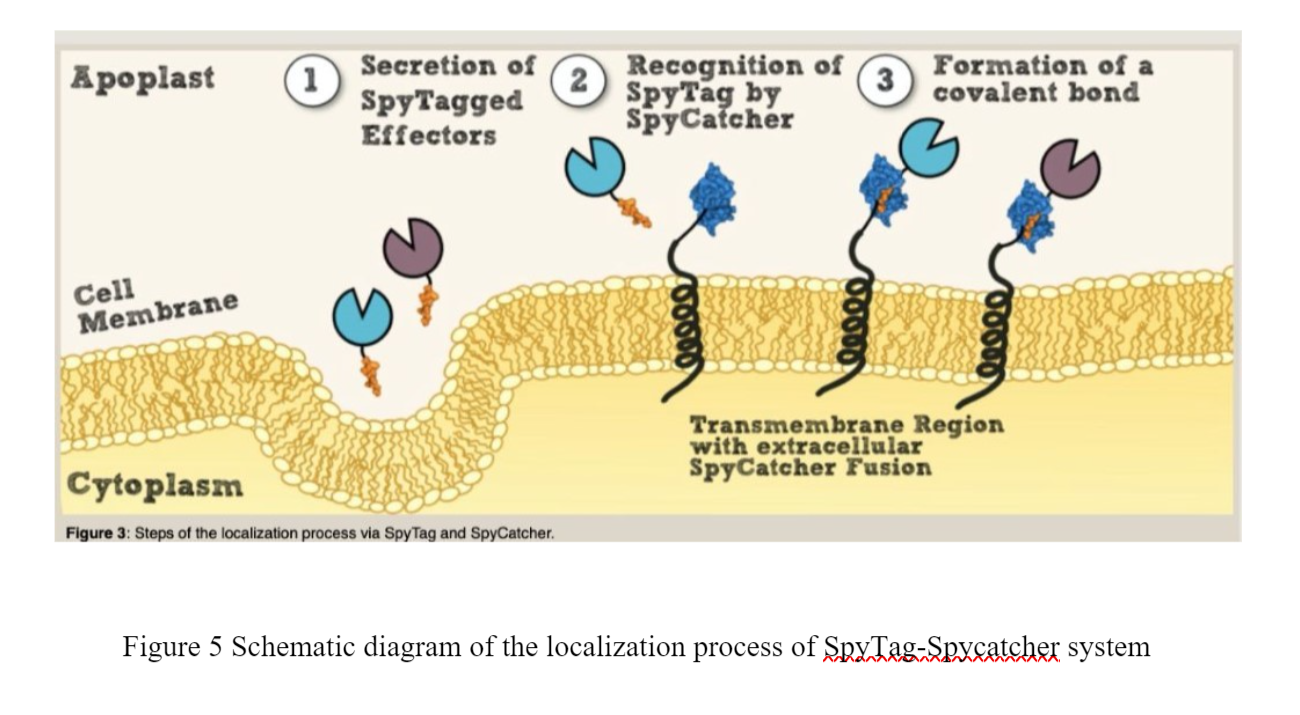 Apoplast
1
Secretion of
SpyTagged
Effectors
2
Recognition of
SpyTag by
SpyCatcher
3
Formation of a
covalent bond
Cell
Membrane
Cytoplasm
Transmembrane Region
with extracellular
SpyCatcher Fusion
Figure 3: Steps of the localization process via SpyTag and SpyCatcher.
Figure 5 Schematic diagram of the localization process of SpyTag-Spycatcher system